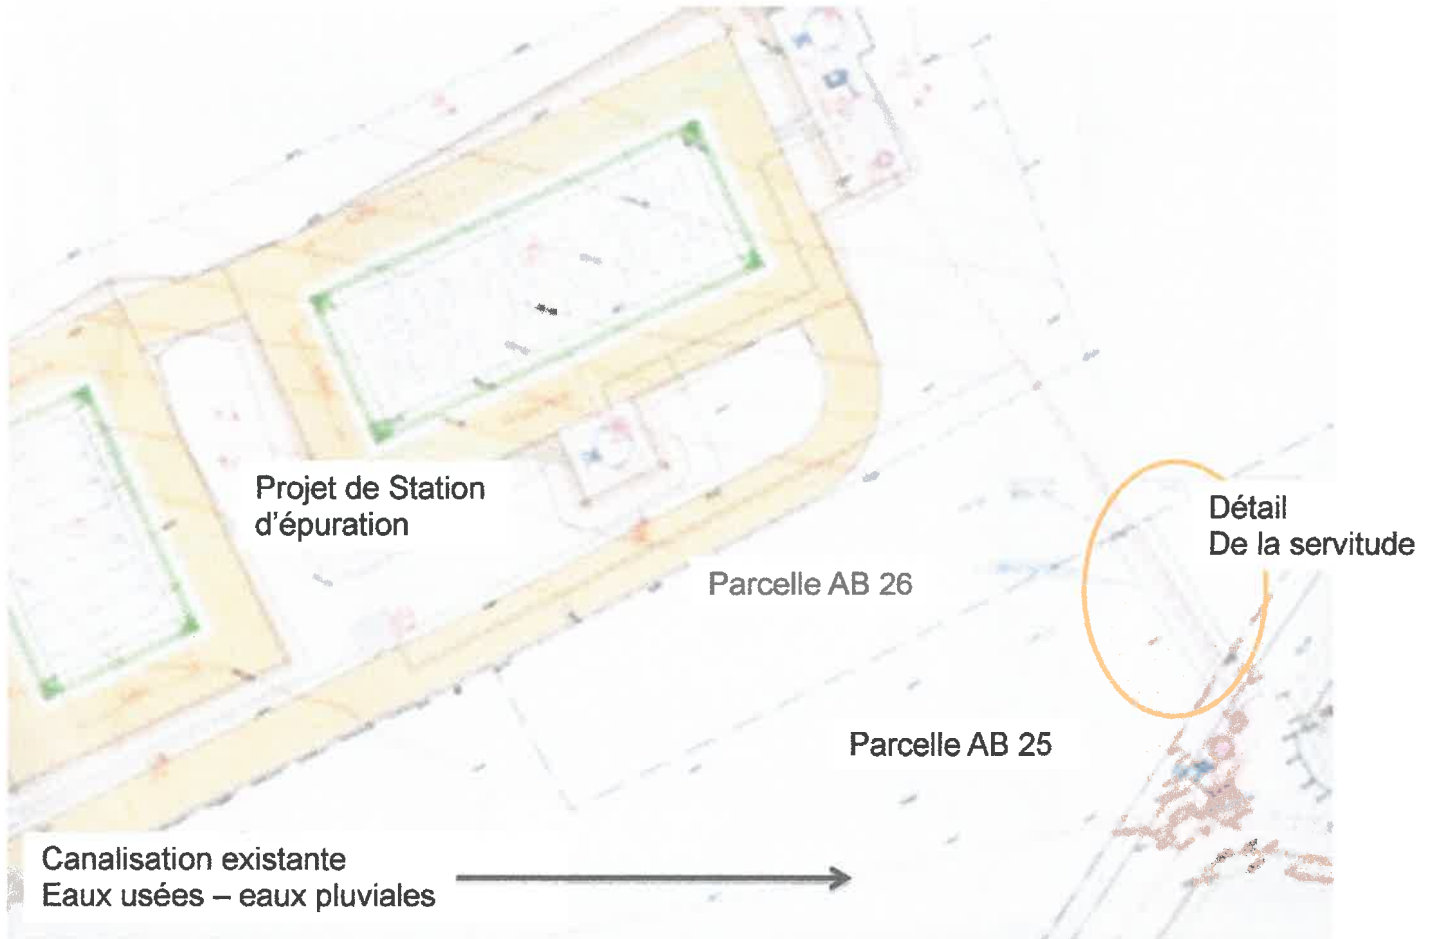 Projet de Station
d'épuration
Détail
De la servitude
Parcelle AB 26
Parcelle AB 25
Canalisation existante
Eaux usées – eaux pluviales